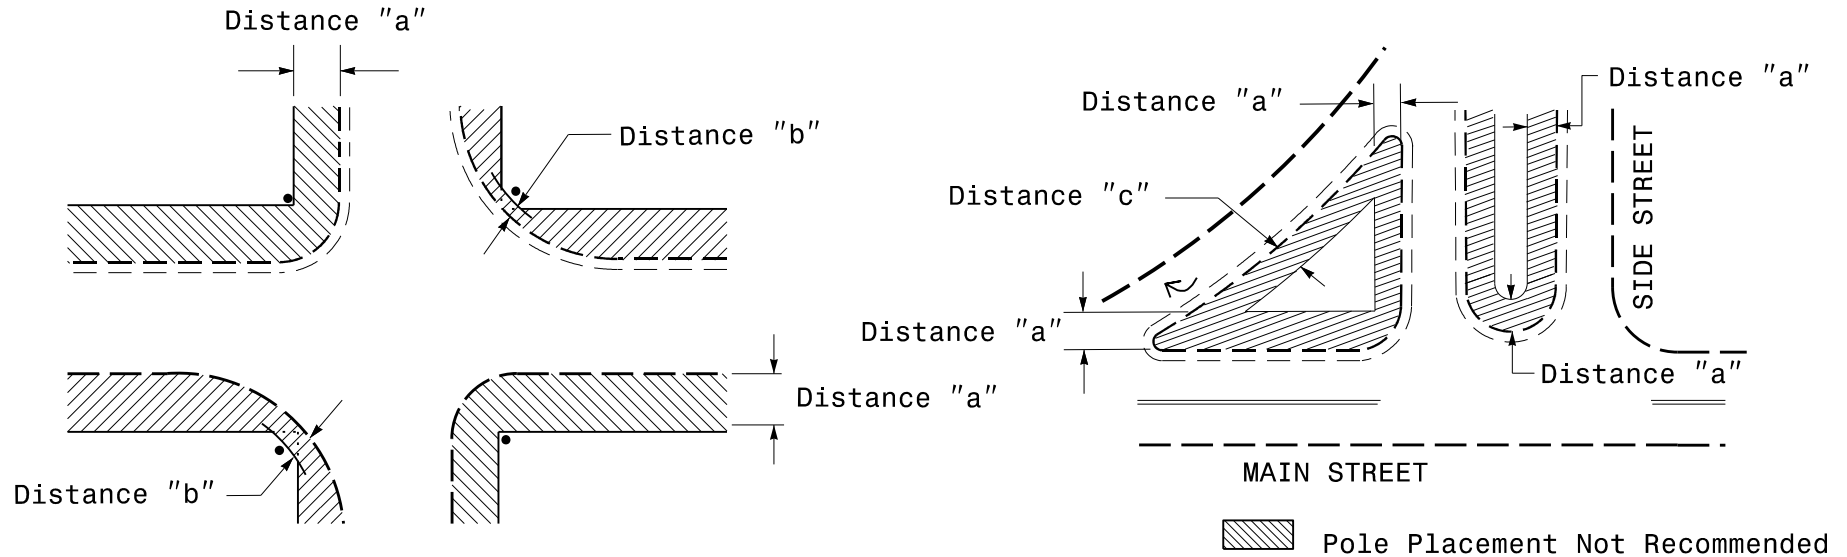 Distance "a"
Distance "b"
Distance "a"
Distance "b"
Distance "a"
Distance "a"
Distance "c"
Distance "a"
Distance "a"
SIDE STREET
MAIN STREET
Pole Placement Not Recommended